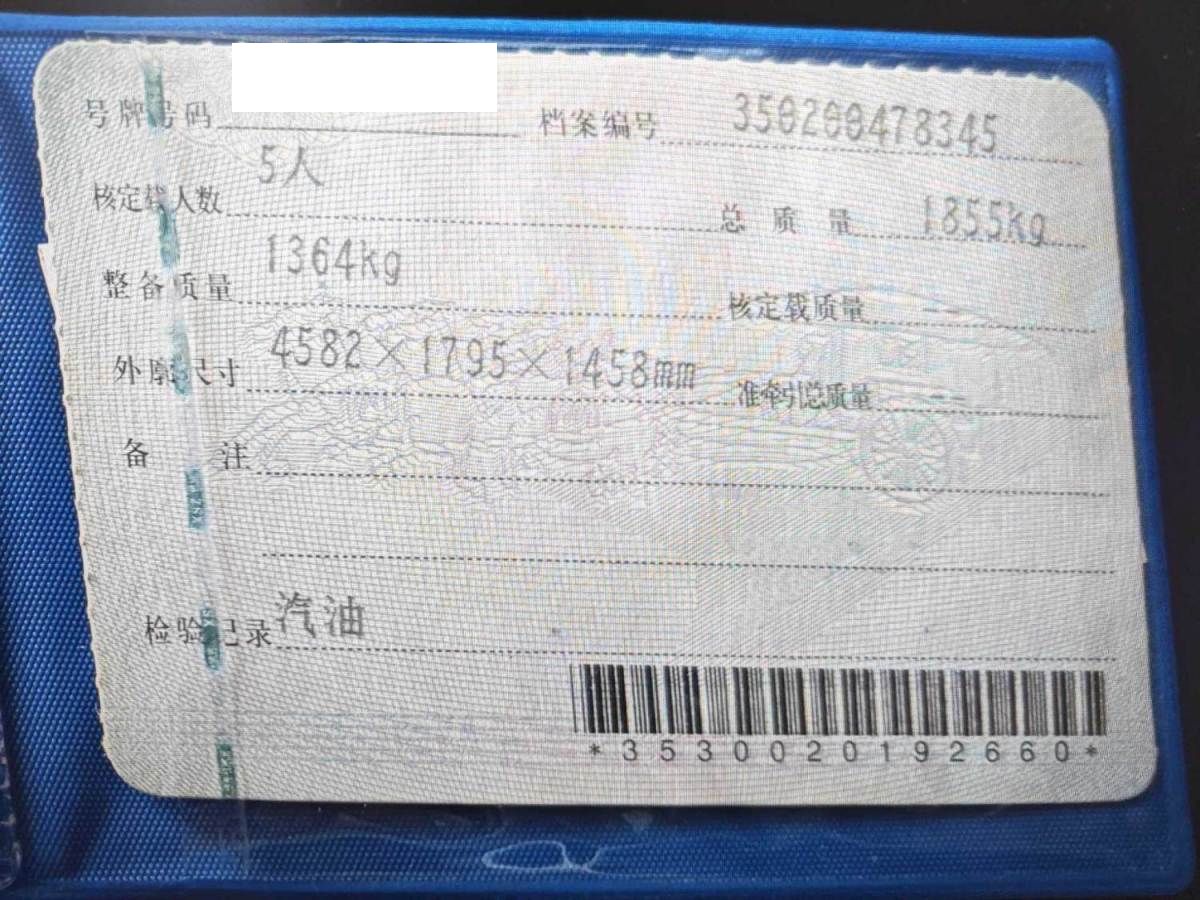 号牌号码 档案编号 350200478345
核定载人数 5人 总质量 1855kg
整备质量 1364kg 核定载质量 --
外廓尺寸 4582×1795×1458mm 准牵引总质量 --
备注
检验记录 汽油
*3530020192660*